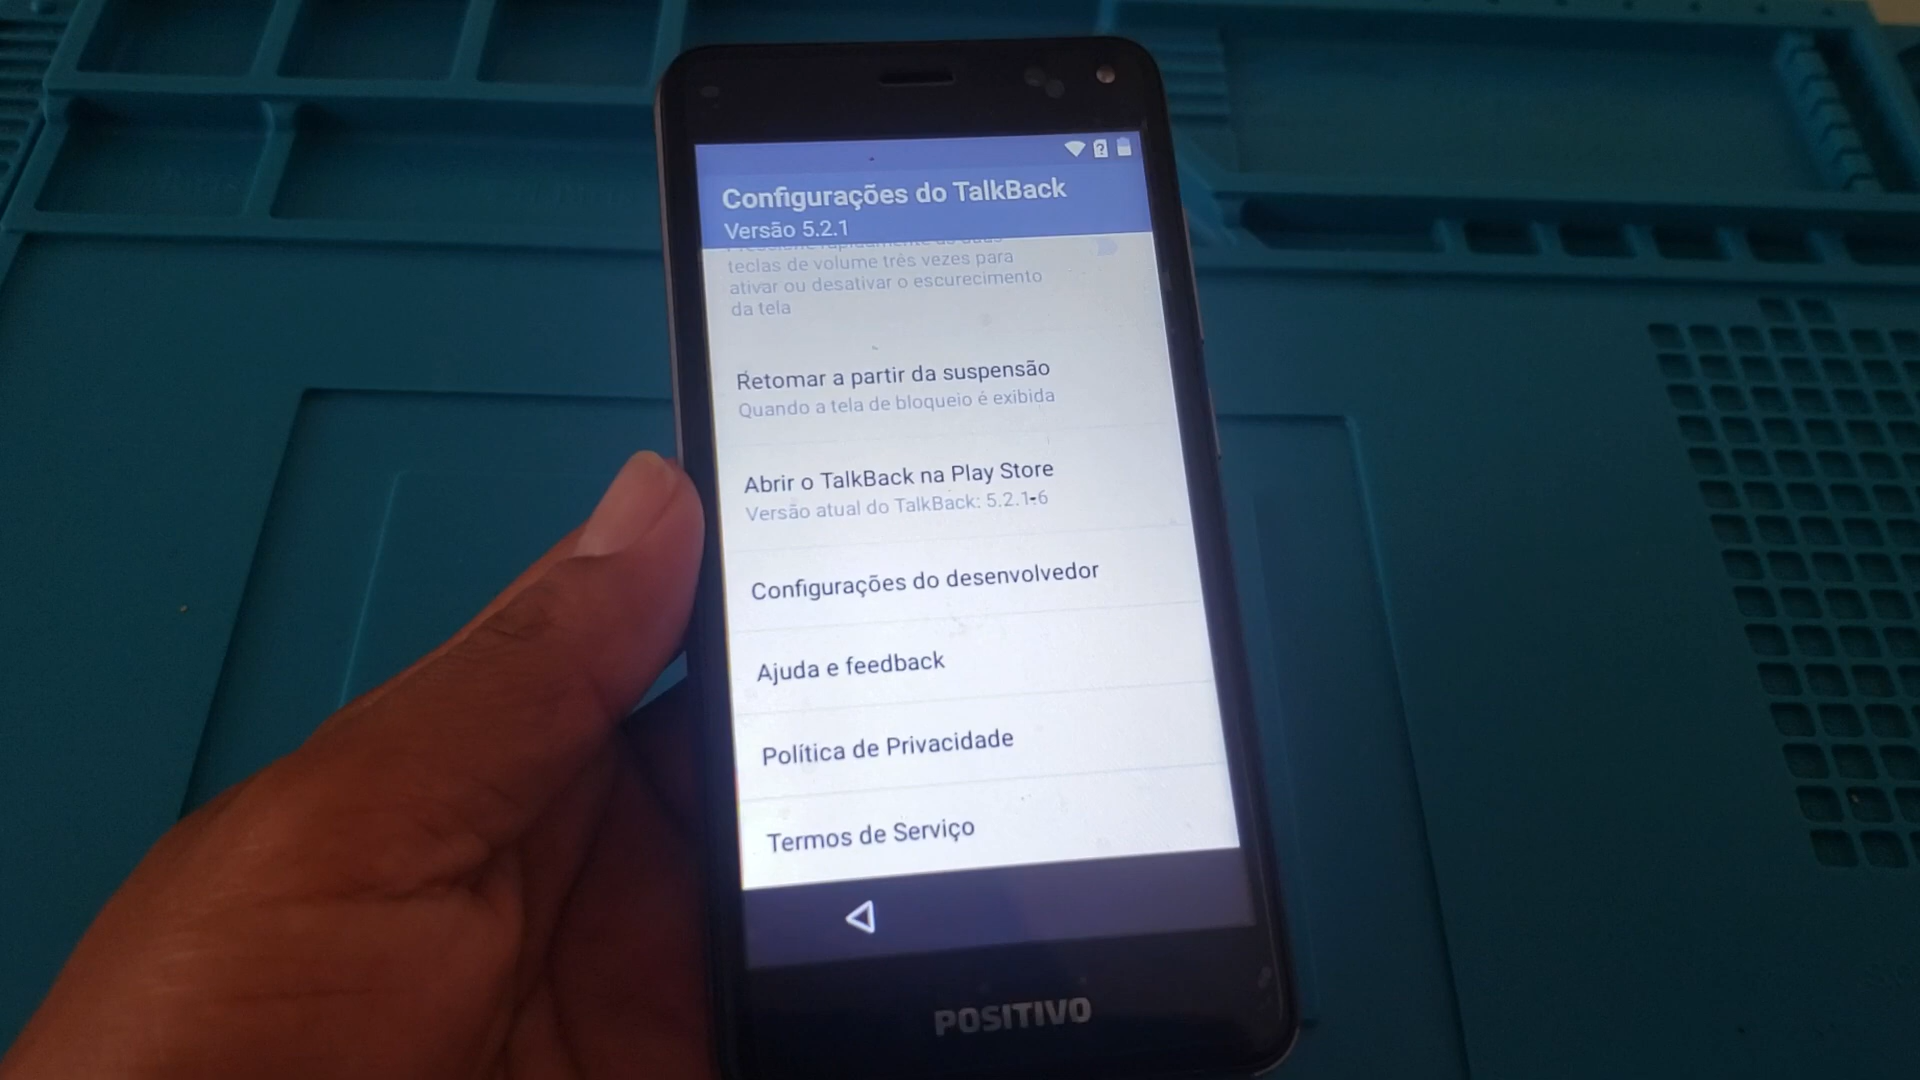 Configurações do TalkBack
Versão 5.2.1
teclas de volume três vezes para
ativar ou desativar o escurecimento
da tela
Retomar a partir da suspensão
Quando a tela de bloqueio é exibida
Abrir o TalkBack na Play Store
Versão atual do TalkBack: 5.2.1-6
Configurações do desenvolvedor
Ajuda e feedback
Política de Privacidade
Termos de Serviço
POSITIVO